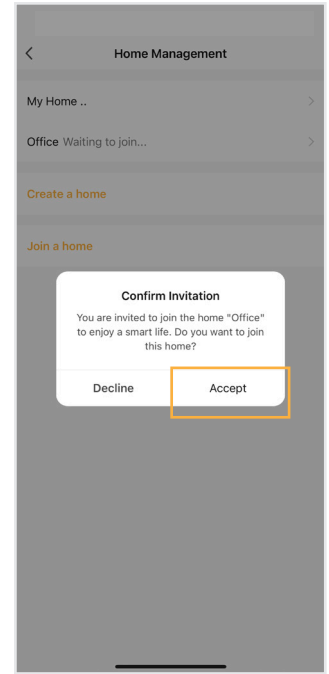 Home Management
My Home ..
Office Waiting to join...
Create a home
Join a home
Confirm Invitation
You are invited to join the home "Office"
to enjoy a smart life. Do you want to join
this home?
Decline Accept